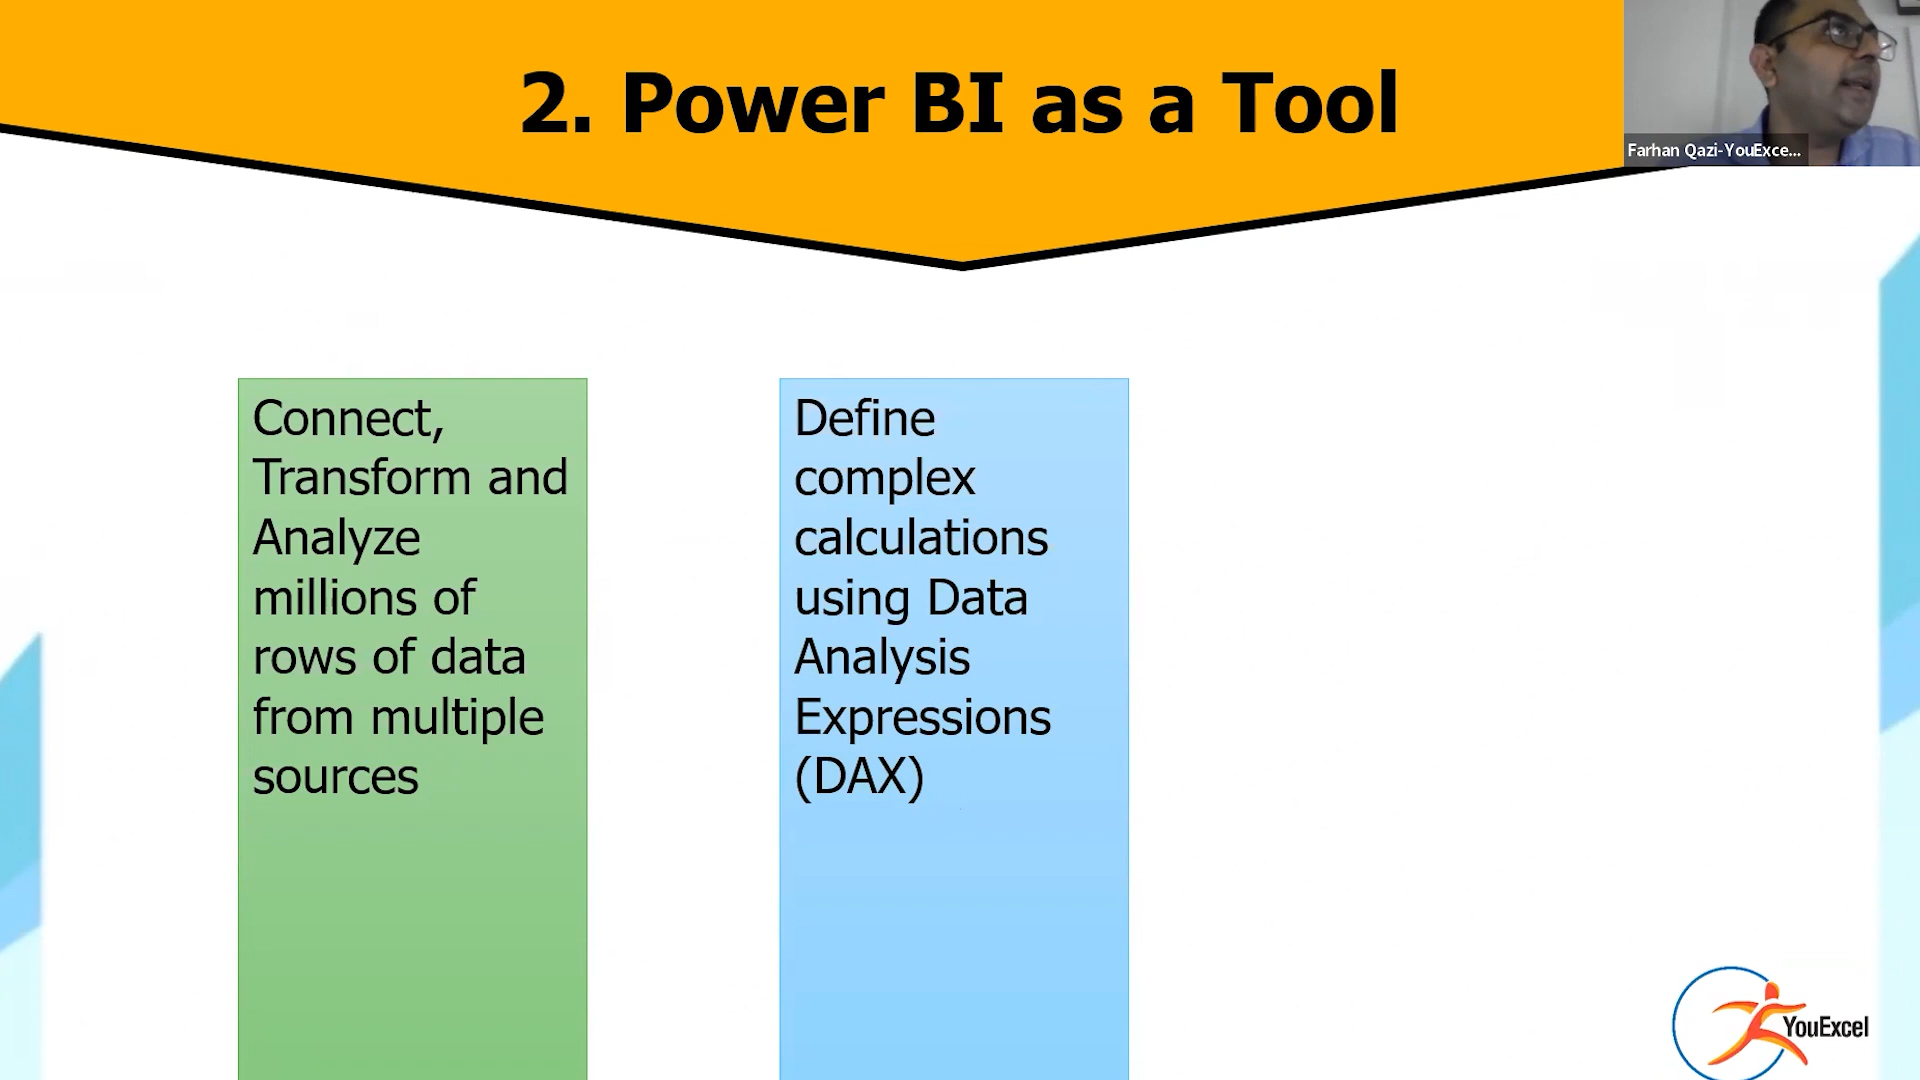 2. Power BI as a Tool
Farhan Qazi-YouExce...
Connect,
Transform and
Analyze
millions of
rows of data
from multiple
sources
Define
complex
calculations
using Data
Analysis
Expressions
(DAX)
YouExcel